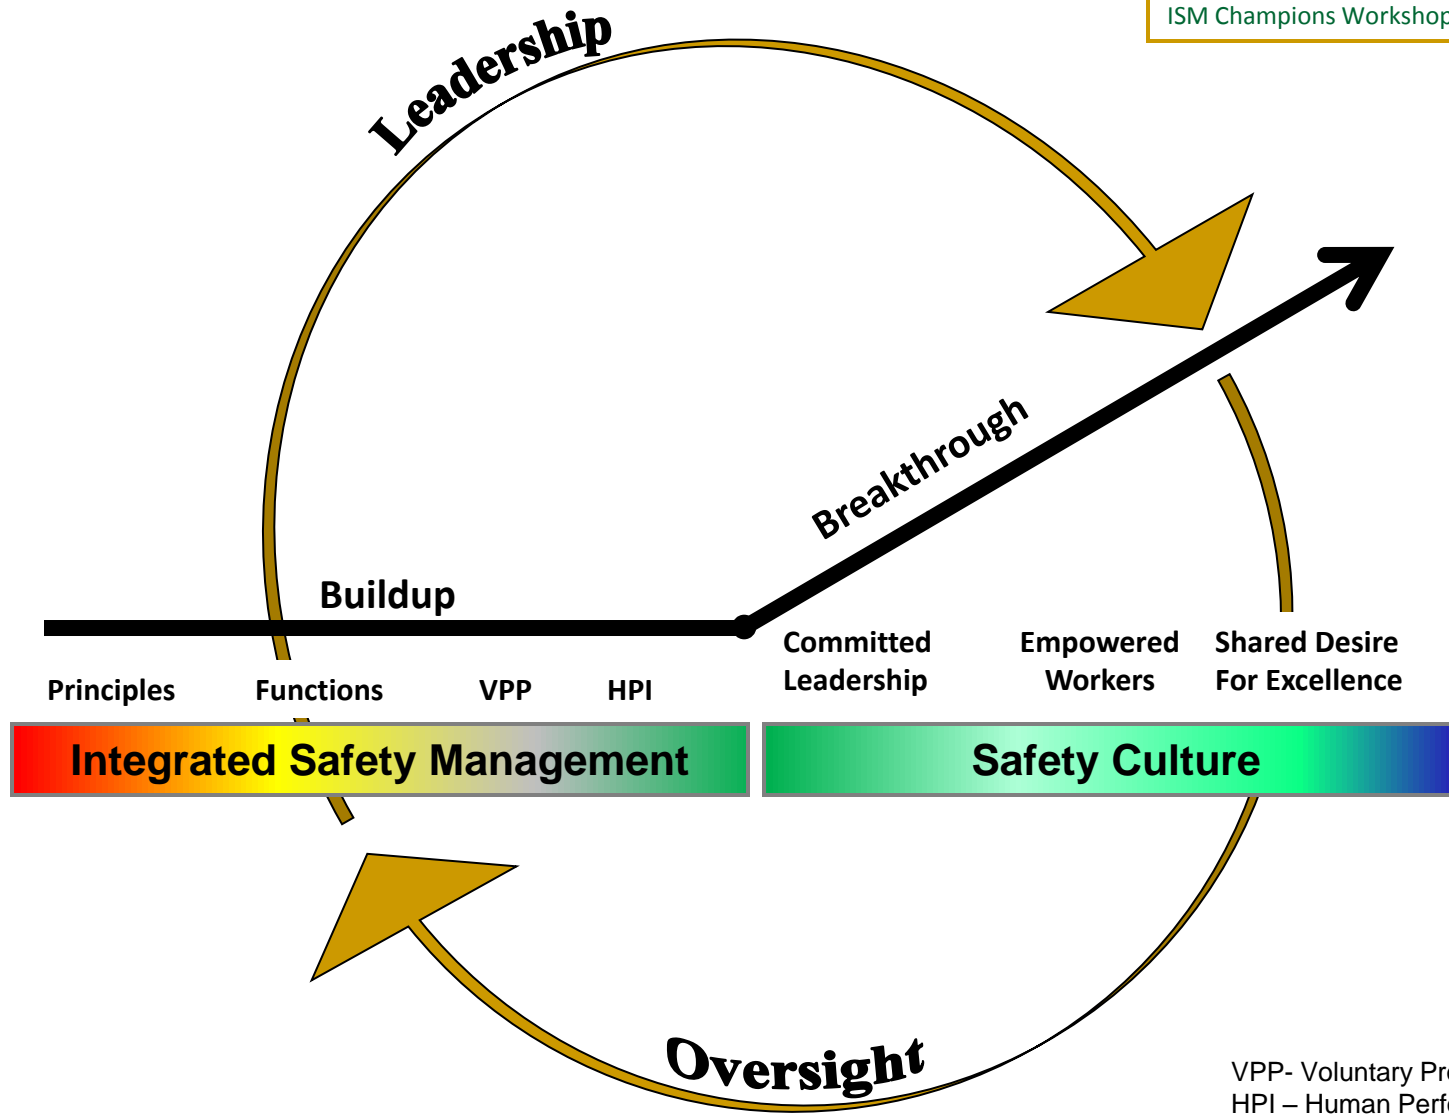 ISM Champions Workshop
Leadership
Breakthrough
Buildup
Committed Leadership
Empowered Workers
Shared Desire For Excellence
Principles Functions VPP HPI
Integrated Safety Management
Safety Culture
Oversight
VPP- Voluntary
HPI – Human